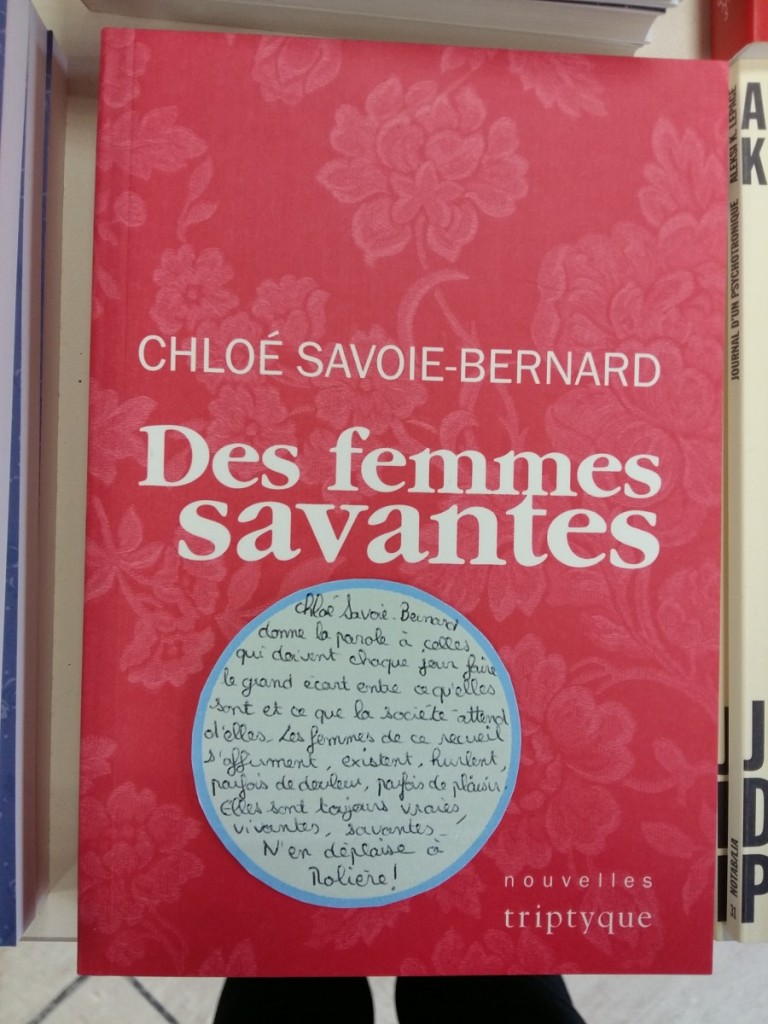 CHLOÉ SAVOIE-BERNARD
Des femmes
savantes
Chloé Savoie-Bernard
donne la parole à celles
qui doivent chaque jour faire
le grand écart entre ce qu'elles
sont et ce que la société attend
d'elles. Les femmes de ce recueil
s'affirment, existent, hurlent,
parfois de douleur, parfois de plaisir.
Elles sont toujours vraies,
vivantes, savantes.
N'en déplaise à
Molière!
nouvelles
triptyque
JOURNAL D'UN PSYCHOTRONIQUE
ALEKSI K. LEPAGE
NOTABILIA
A
K
J
D
P